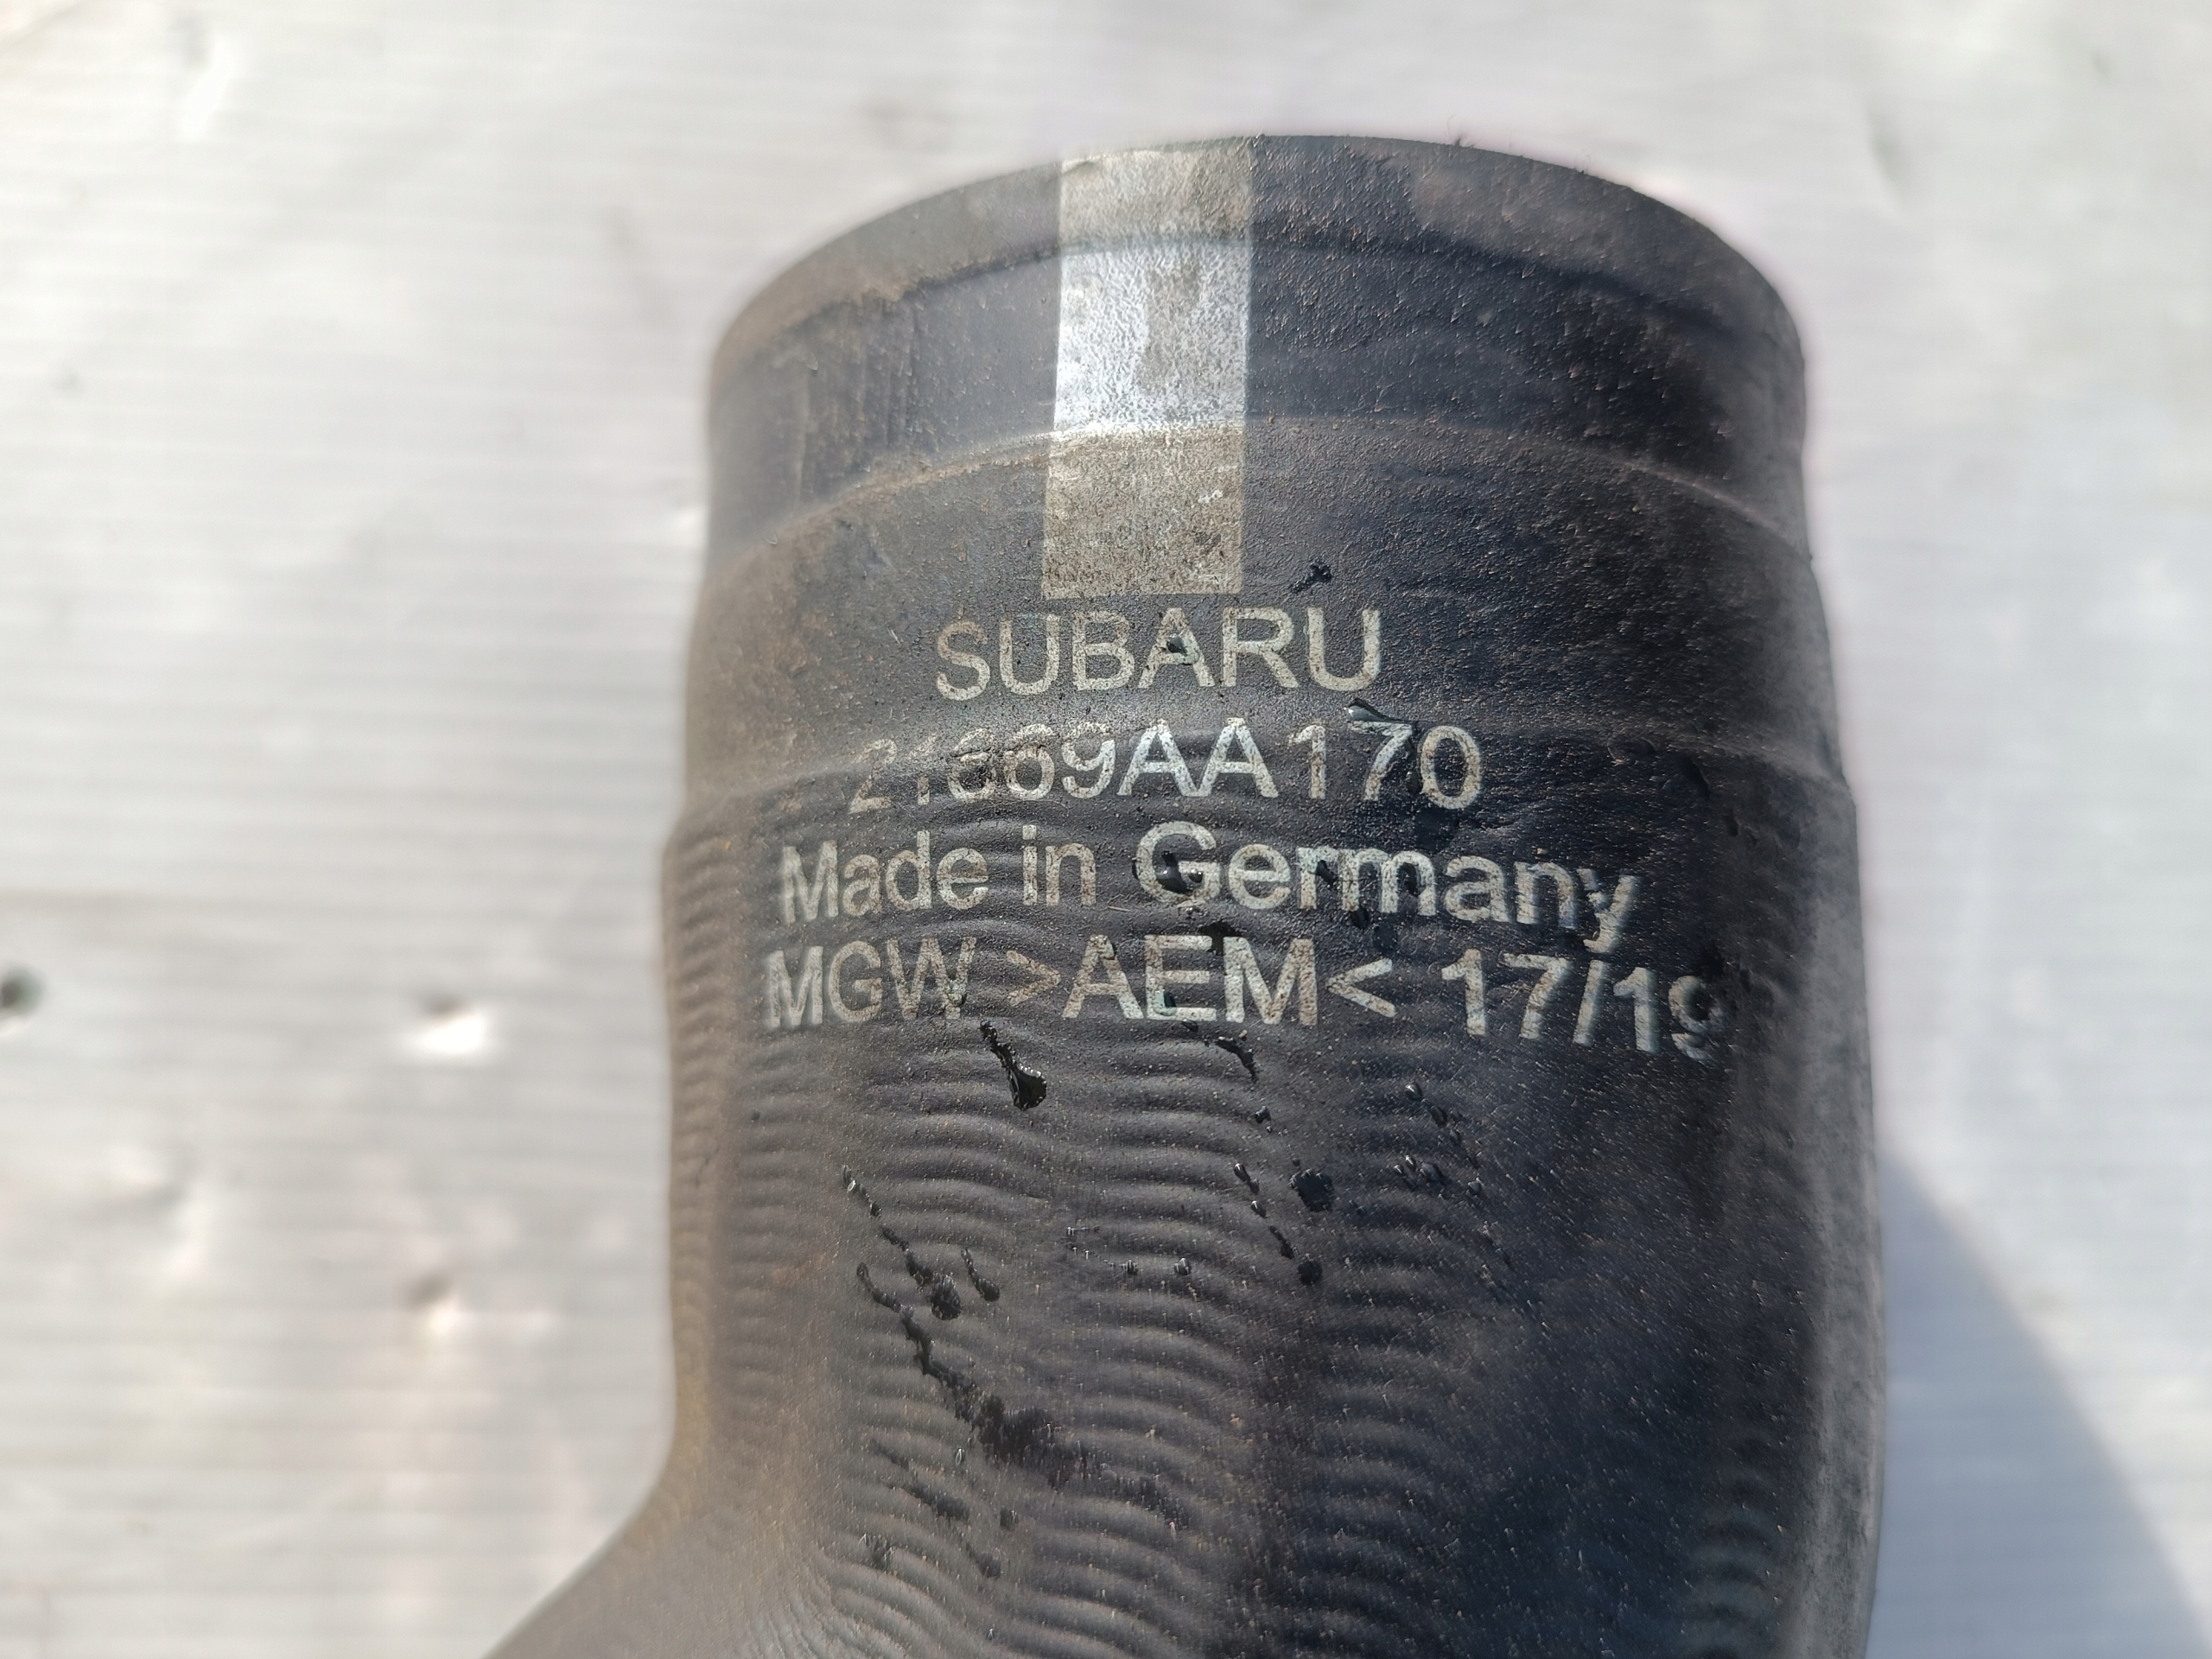 SUBARU
21869AA170
Made in Germany
MGW >AEM< 17/19